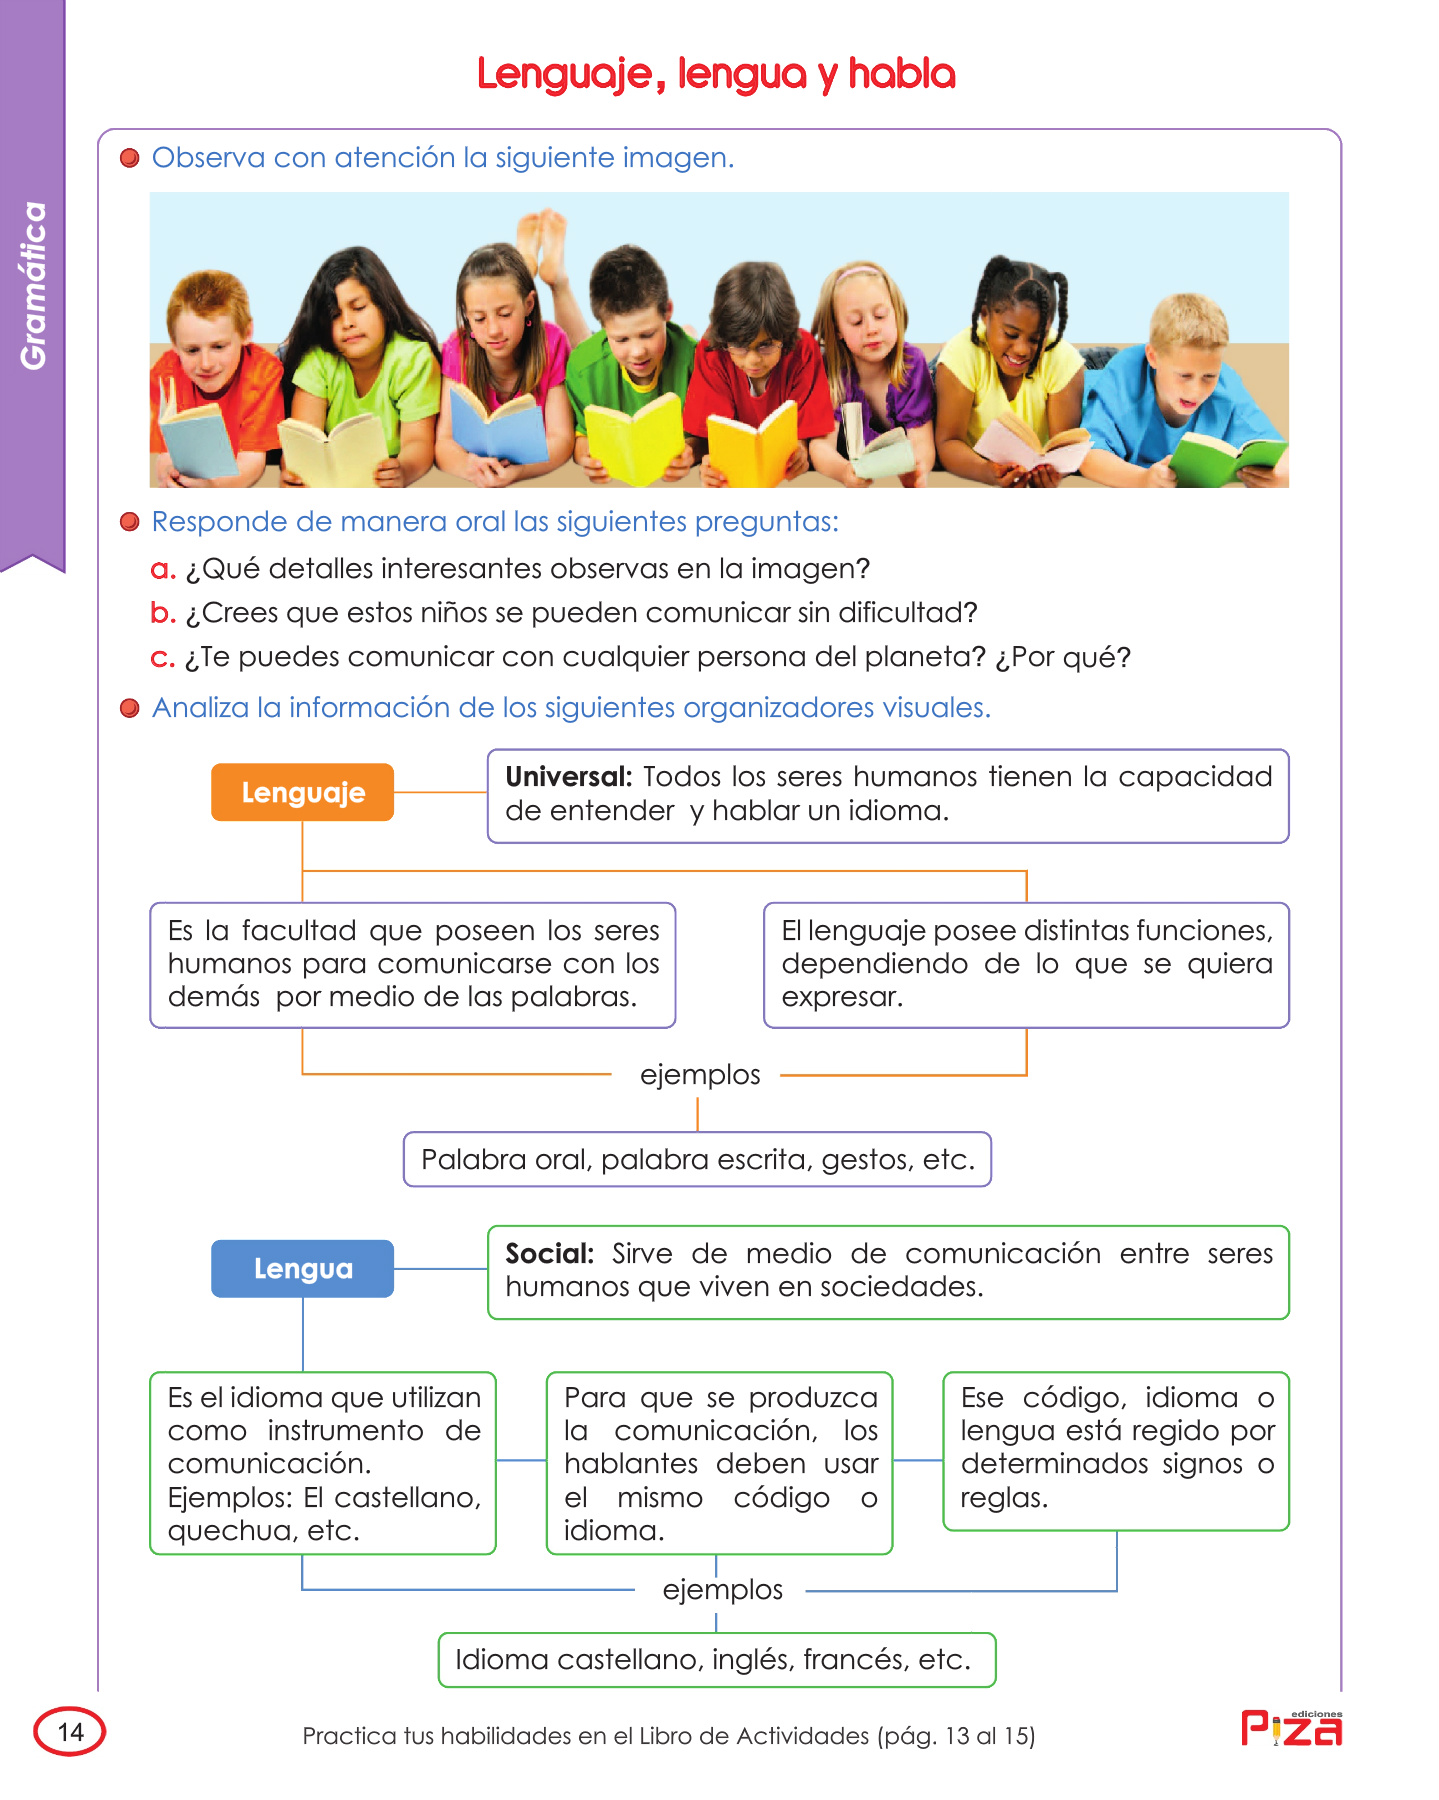 Lenguaje, lengua y habla
Gramática
Observa con atención la siguiente imagen.
Responde de manera oral las siguientes preguntas:
a. ¿Qué detalles interesantes observas en la imagen?
b. ¿Crees que estos niños se pueden comunicar sin dificultad?
c. ¿Te puedes comunicar con cualquier persona del planeta? ¿Por qué?
Analiza la información de los siguientes organizadores visuales.
Lenguaje
Universal: Todos los seres humanos tienen la capacidad
de entender y hablar un idioma.
Es la facultad que poseen los seres
humanos para comunicarse con los
demás por medio de las palabras.
El lenguaje posee distintas funciones,
dependiendo de lo que se quiera
expresar.
ejemplos
Palabra oral, palabra escrita, gestos, etc.
Lengua
Social: Sirve de medio de comunicación entre seres
humanos que viven en sociedades.
Es el idioma que utilizan
como instrumento de
comunicación.
Ejemplos: El castellano,
quechua, etc.
Para que se produzca
la comunicación, los
hablantes deben usar
el mismo código o
idioma.
Ese código, idioma o
lengua está regido por
determinados signos o
reglas.
ejemplos
Idioma castellano, inglés, francés, etc.
14
Practica tus habilidades en el Libro de Actividades (pág. 13 al 15)
ediciones
Piza